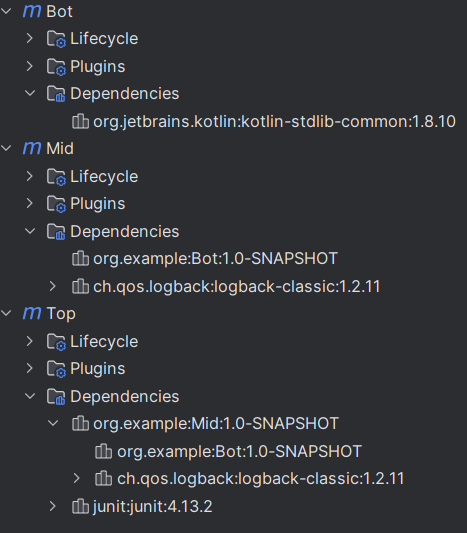 m Bot
Lifecycle
Plugins
Dependencies
org.jetbrains.kotlin:kotlin-stdlib-common:1.8.10
m Mid
Lifecycle
Plugins
Dependencies
org.example:Bot:1.0-SNAPSHOT
ch.qos.logback:logback-classic:1.2.11
m Top
Lifecycle
Plugins
Dependencies
org.example:Mid:1.0-SNAPSHOT
org.example:Bot:1.0-SNAPSHOT
ch.qos.logback:logback-classic:1.2.11
junit:junit:4.13.2